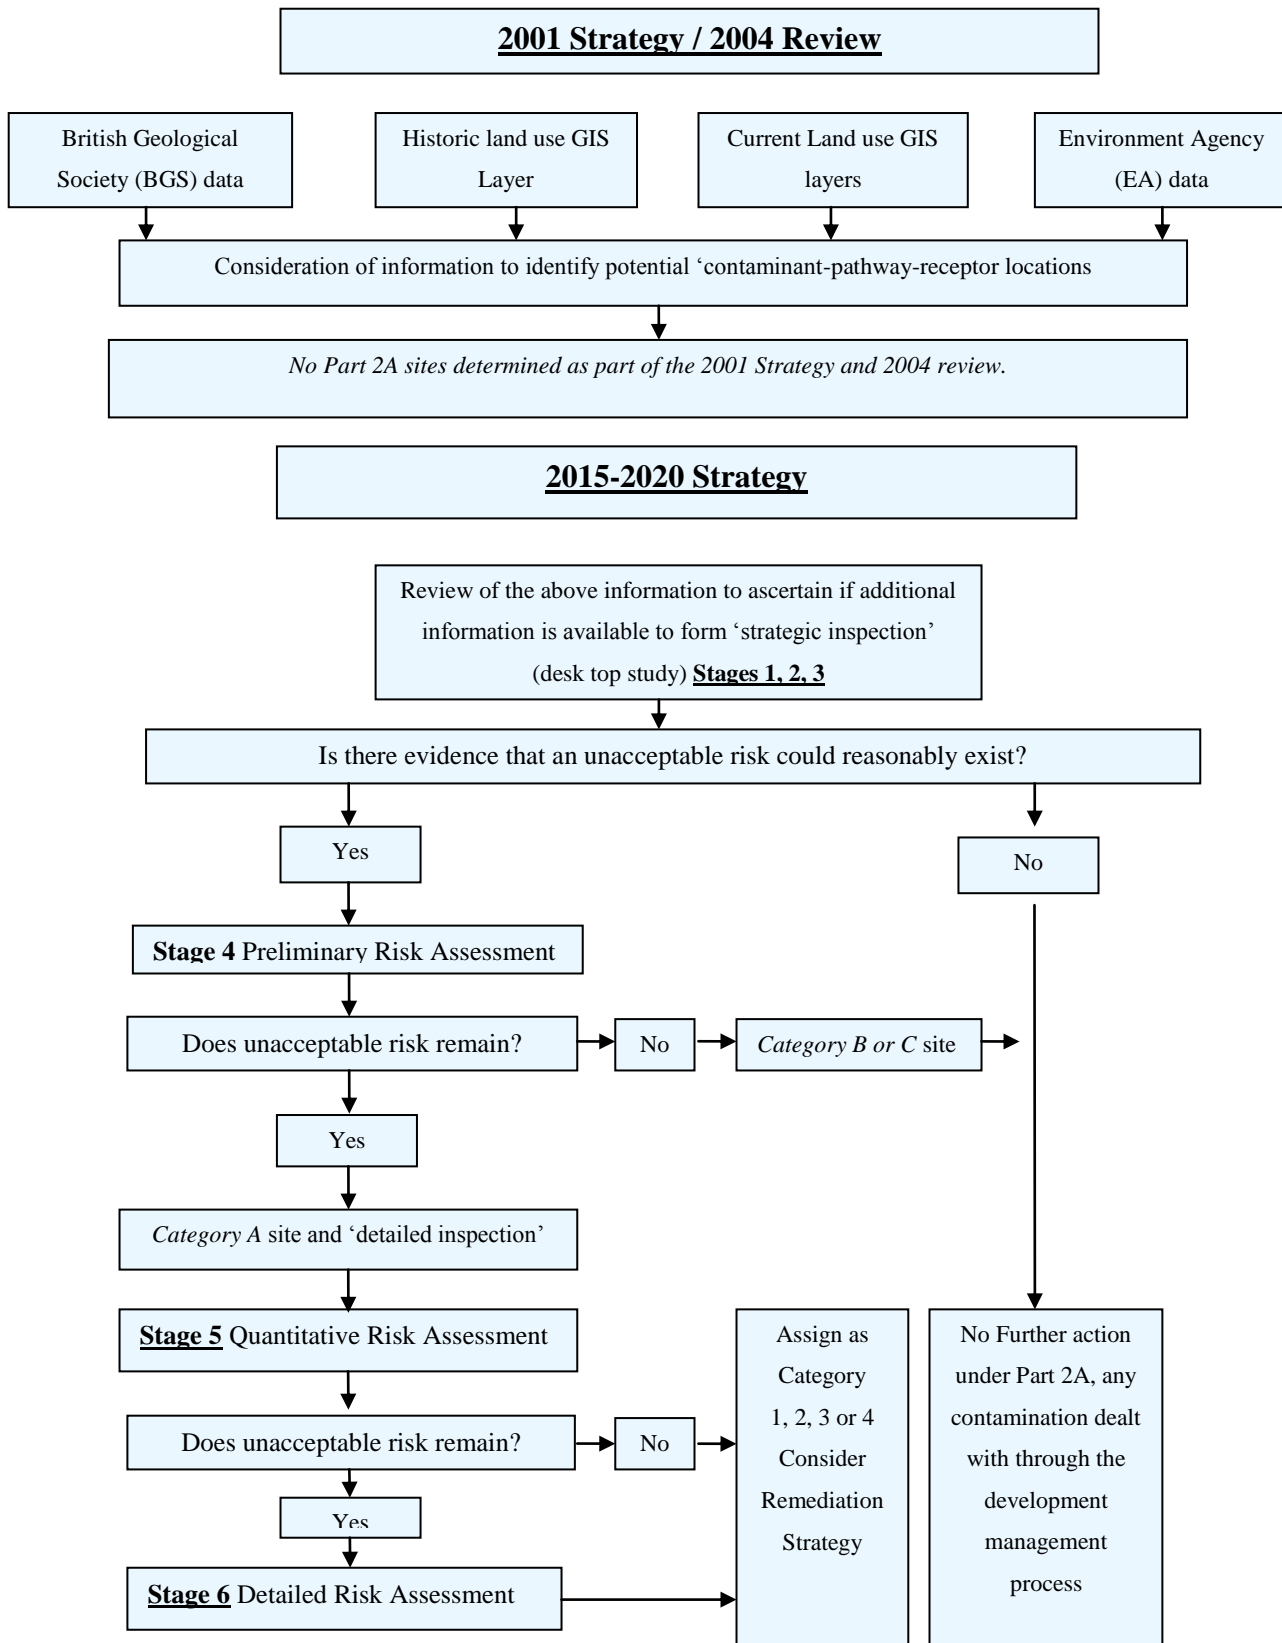 2001 Strategy / 2004 Review
British Geological
Society (BGS) data
Historic land use GIS
Layer
Current Land use GIS
layers
Environment Agency
(EA) data
Consideration of information to identify potential ‘contaminant-pathway-receptor locations
No Part 2A sites determined as part of the 2001 Strategy and 2004 review.
2015-2020 Strategy
Review of the above information to ascertain if additional
information is available to form ‘strategic inspection’
(desk top study) Stages 1, 2, 3
Is there evidence that an unacceptable risk could reasonably exist?
Yes
No
Stage 4 Preliminary Risk Assessment
Does unacceptable risk remain?
No
Category B or C site
Yes
Category A site and ‘detailed inspection’
Stage 5 Quantitative Risk Assessment
Does unacceptable risk remain?
No
Yes
Stage 6 Detailed Risk Assessment
Assign as
Category
1, 2, 3 or 4
Consider
Remediation
Strategy
No Further action
under Part 2A, any
contamination dealt
with through the
development
management
process